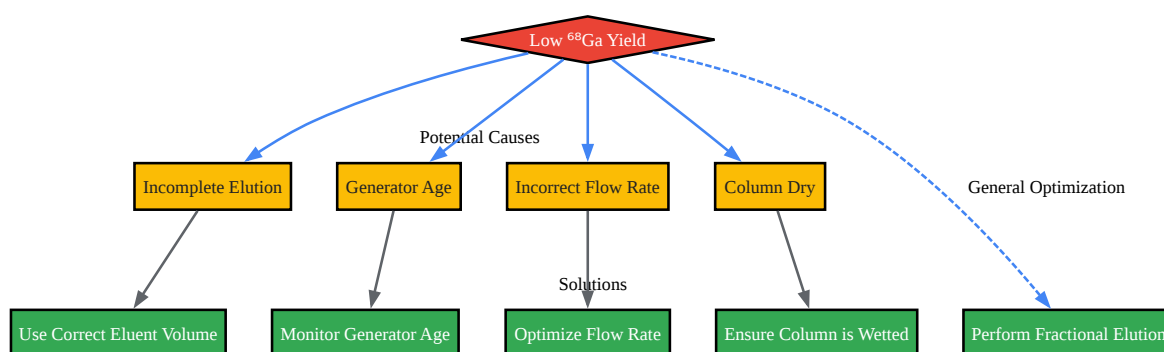 Low ⁶⁸Ga Yield
Potential Causes
Incomplete Elution
Generator Age
Incorrect Flow Rate
Column Dry
General Optimization
Solutions
Use Correct Eluent Volume
Monitor Generator Age
Optimize Flow Rate
Ensure Column is Wetted
Perform Fractional Elution